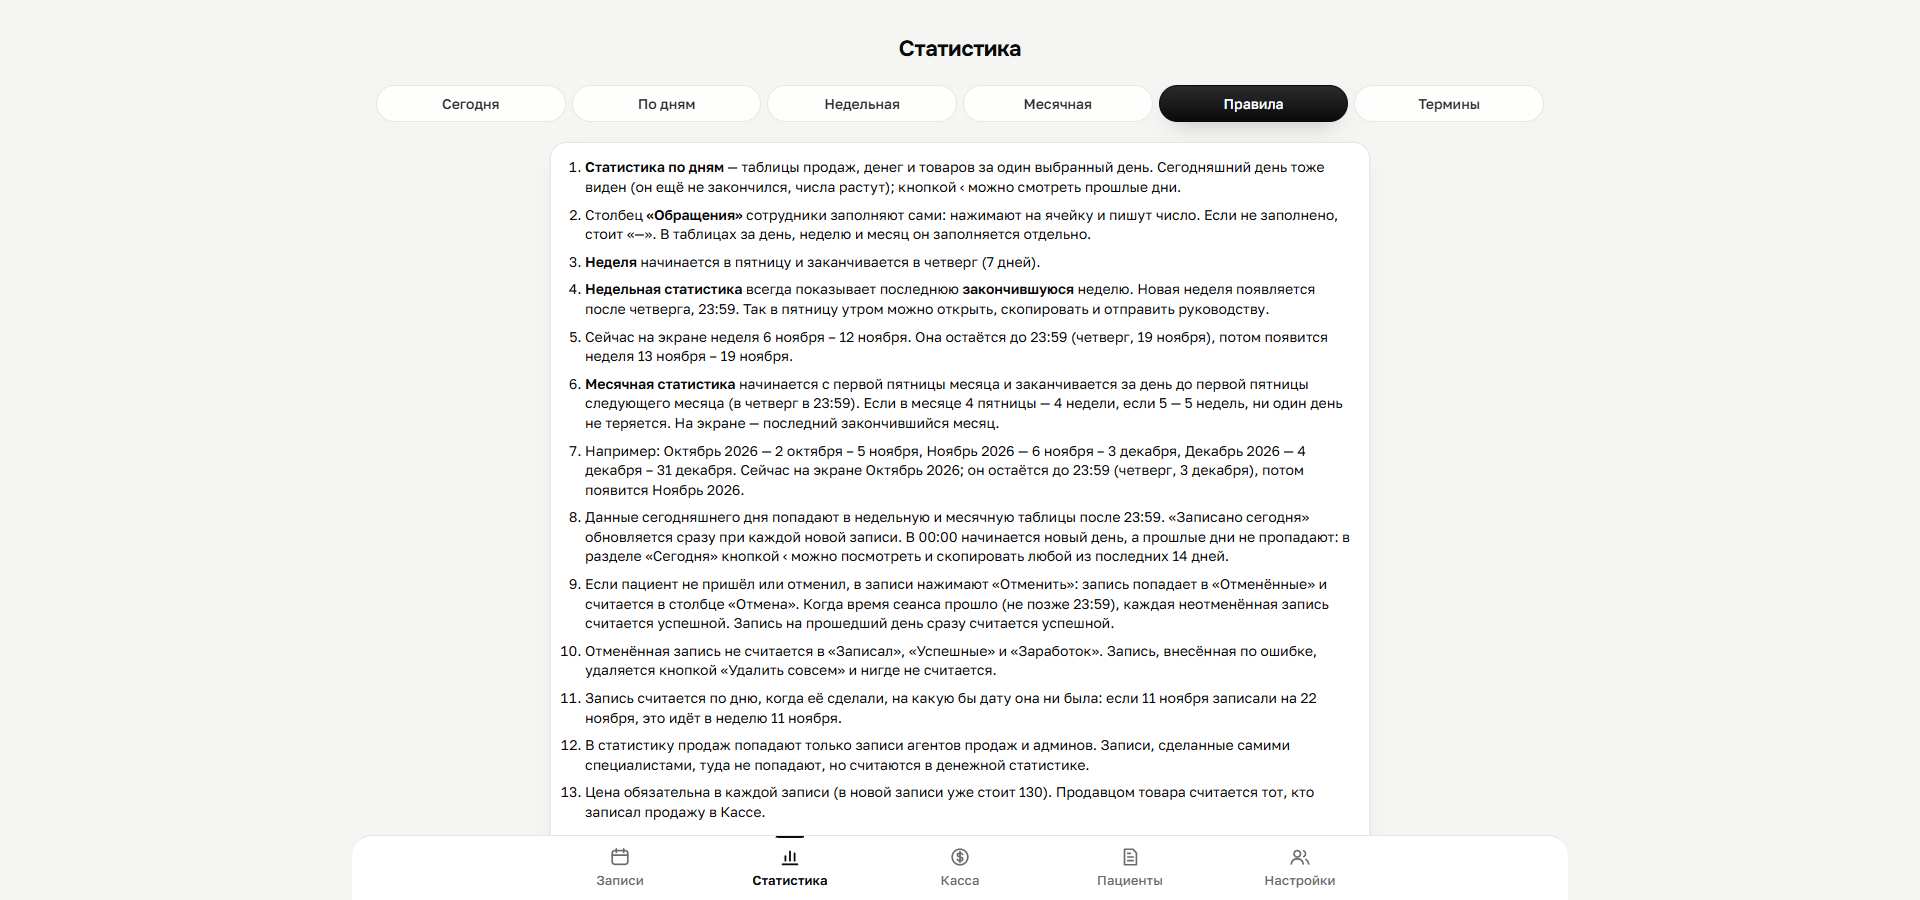 Статистика
Сегодня
По дням
Недельная
Месячная
Правила
Термины
1. Статистика по дням — таблицы продаж, денег и товаров за один выбранный день. Сегодняшний день тоже
виден (он ещё не закончился, числа растут); кнопкой ‹ можно смотреть прошлые дни.
2. Столбец «Обращения» сотрудники заполняют сами: нажимают на ячейку и пишут число. Если не заполнено,
стоит «—». В таблицах за день, неделю и месяц он заполняется отдельно.
3. Неделя начинается в пятницу и заканчивается в четверг (7 дней).
4. Недельная статистика всегда показывает последнюю закончившуюся неделю. Новая неделя появляется
после четверга, 23:59. Так в пятницу утром можно открыть, скопировать и отправить руководству.
5. Сейчас на экране неделя 6 ноября – 12 ноября. Она остаётся до 23:59 (четверг, 19 ноября), потом появится
неделя 13 ноября – 19 ноября.
6. Месячная статистика начинается с первой пятницы месяца и заканчивается за день до первой пятницы
следующего месяца (в четверг в 23:59). Если в месяце 4 пятницы — 4 недели, если 5 — 5 недель, ни один день
не теряется. На экране — последний закончившийся месяц.
7. Например: Октябрь 2026 — 2 октября – 5 ноября, Ноябрь 2026 — 6 ноября – 3 декабря, Декабрь 2026 — 4
декабря – 31 декабря. Сейчас на экране Октябрь 2026; он остаётся до 23:59 (четверг, 3 декабря), потом
появится Ноябрь 2026.
8. Данные сегодняшнего дня попадают в недельную и месячную таблицы после 23:59. «Записано сегодня»
обновляется сразу при каждой новой записи. В 00:00 начинается новый день, а прошлые дни не пропадают: в
разделе «Сегодня» кнопкой ‹ можно посмотреть и скопировать любой из последних 14 дней.
9. Если пациент не пришёл или отменил, в записи нажимают «Отменить»: запись попадает в «Отменённые» и
считается в столбце «Отмена». Когда время сеанса прошло (не позже 23:59), каждая неотменённая запись
считается успешной. Запись на прошедший день сразу считается успешной.
10. Отменённая запись не считается в «Записал», «Успешные» и «Заработок». Запись, внесённая по ошибке,
удаляется кнопкой «Удалить совсем» и нигде не считается.
11. Запись считается по дню, когда её сделали, на какую бы дату она ни была: если 11 ноября записали на 22
ноября, это идёт в неделю 11 ноября.
12. В статистику продаж попадают только записи агентов продаж и админов. Записи, сделанные самими
специалистами, туда не попадают, но считаются в денежной статистике.
13. Цена обязательна в каждой записи (в новой записи уже стоит 130). Продавцом товара считается тот, кто
записал продажу в Кассе.
Записи
Статистика
Касса
Пациенты
Настройки